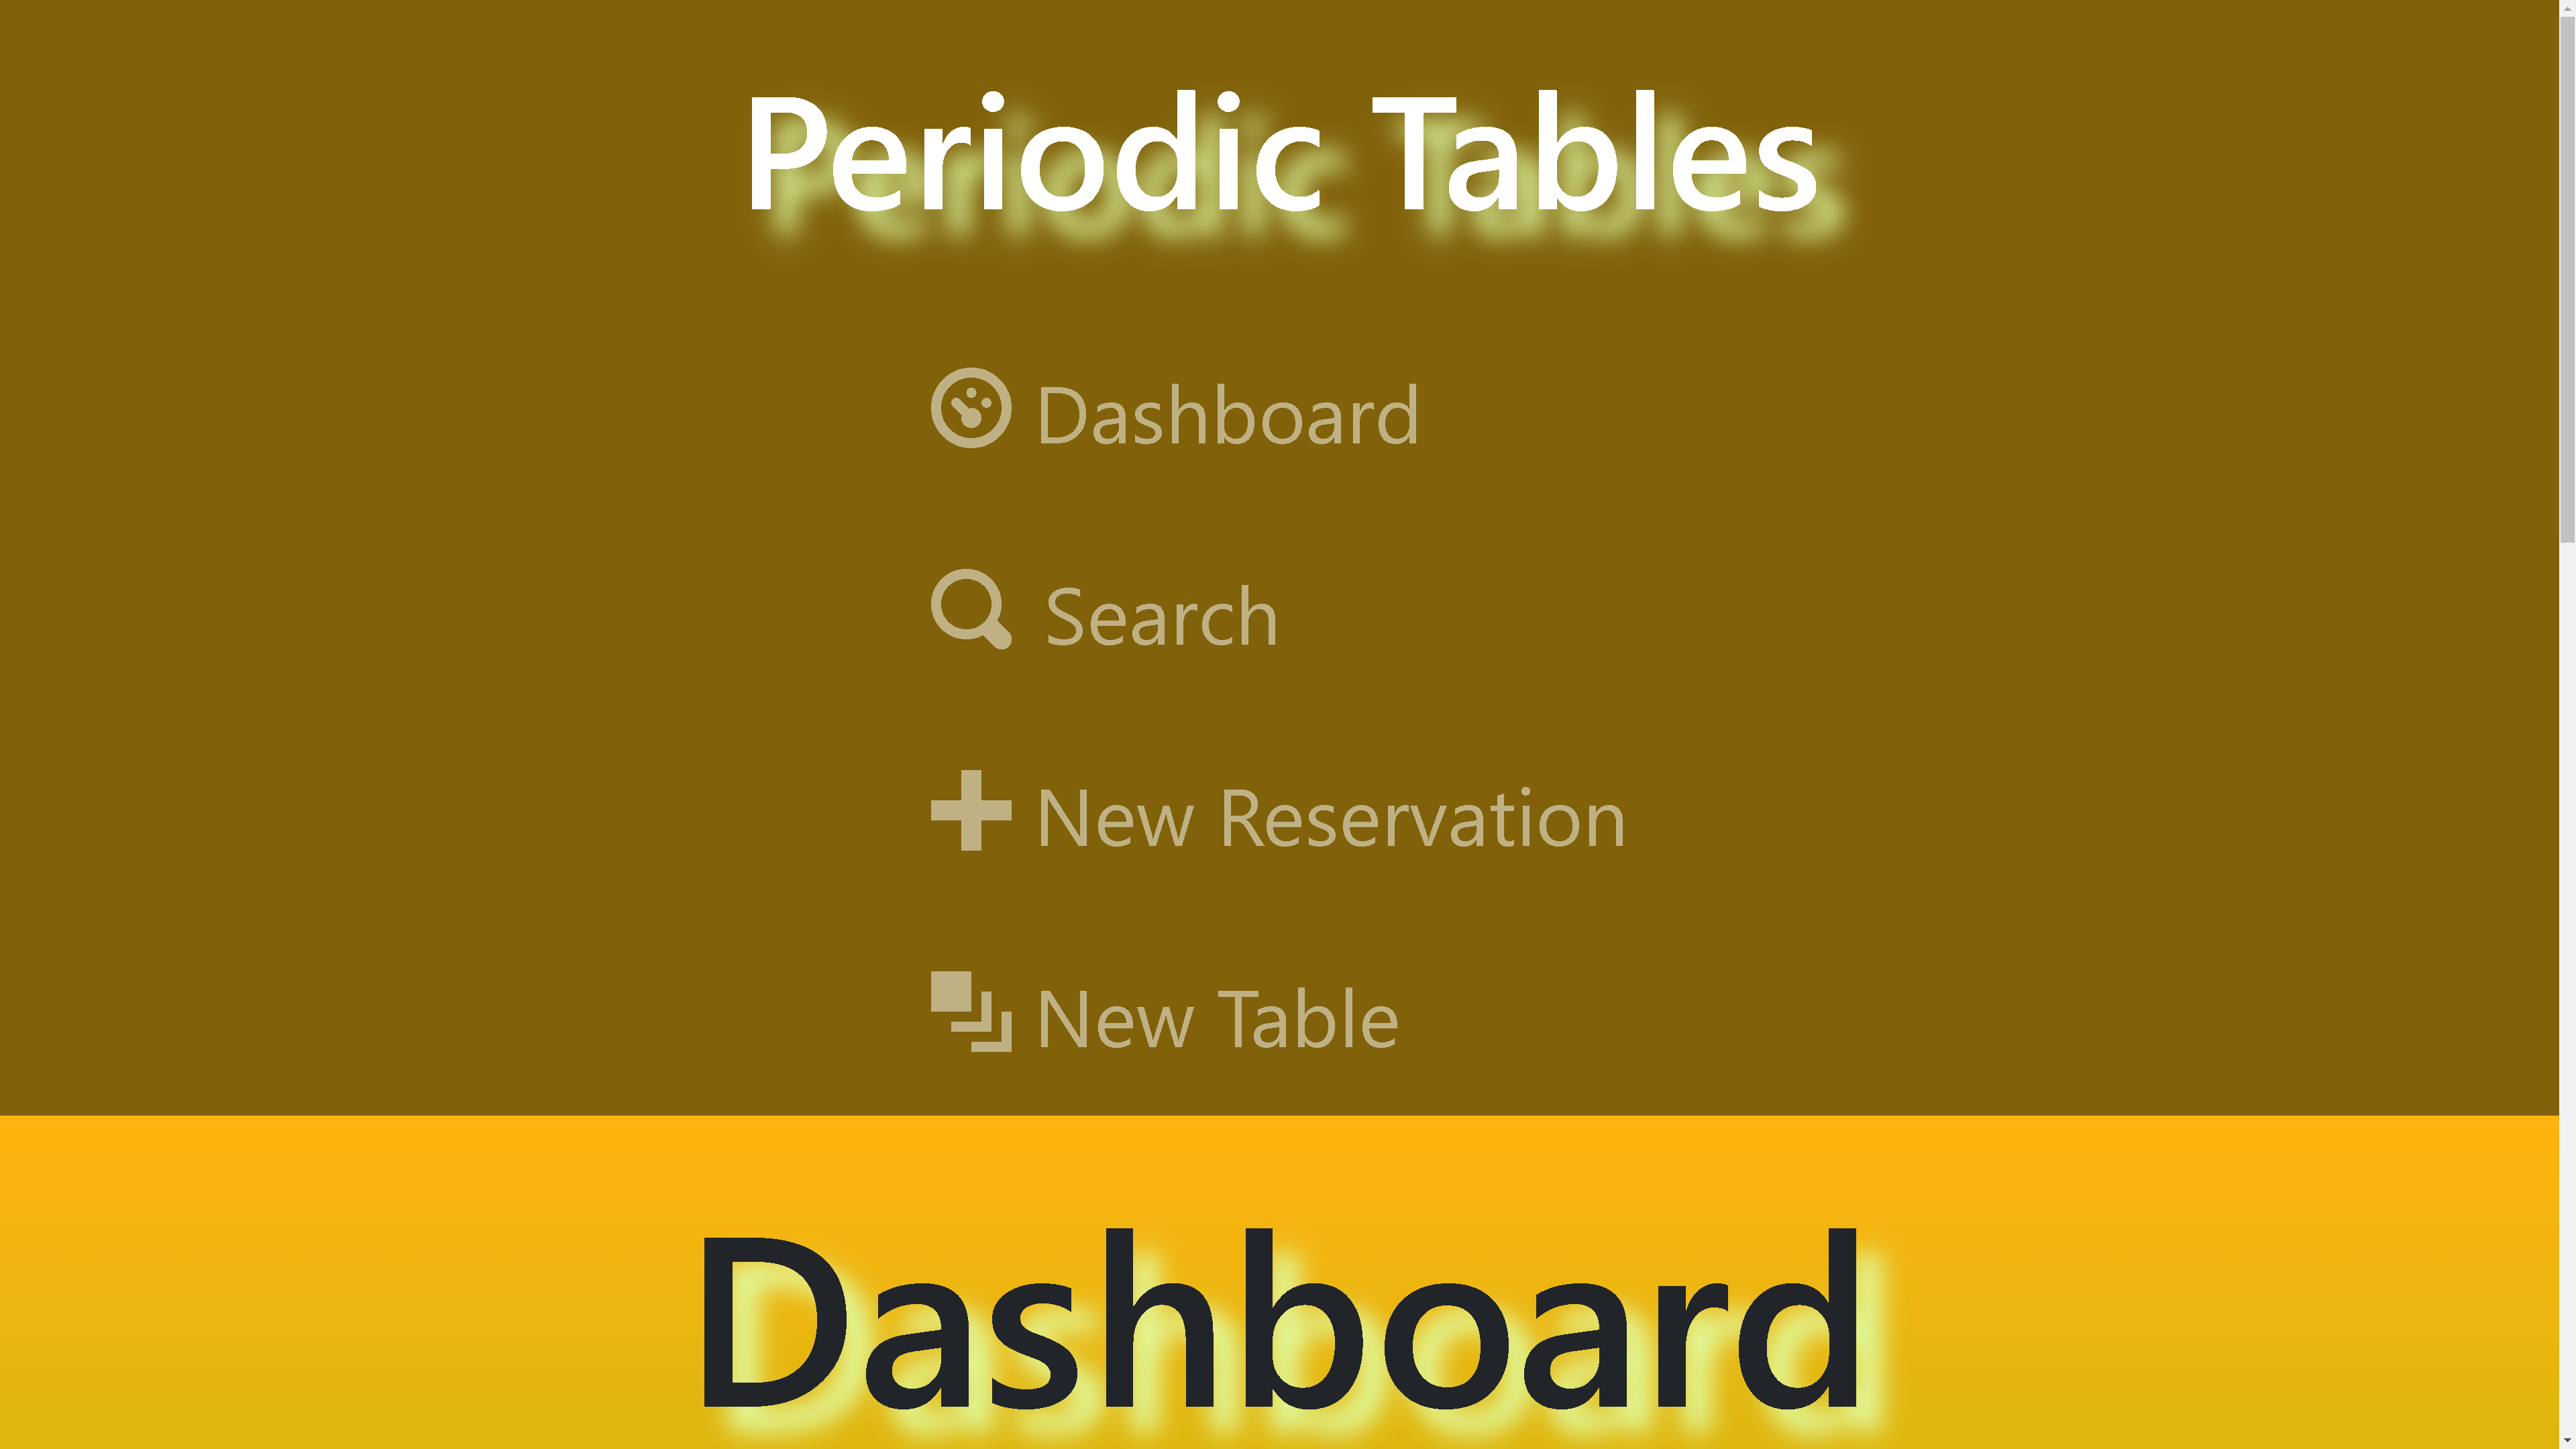 Periodic Tables
Dashboard
Search
New Reservation
New Table
Dashboard